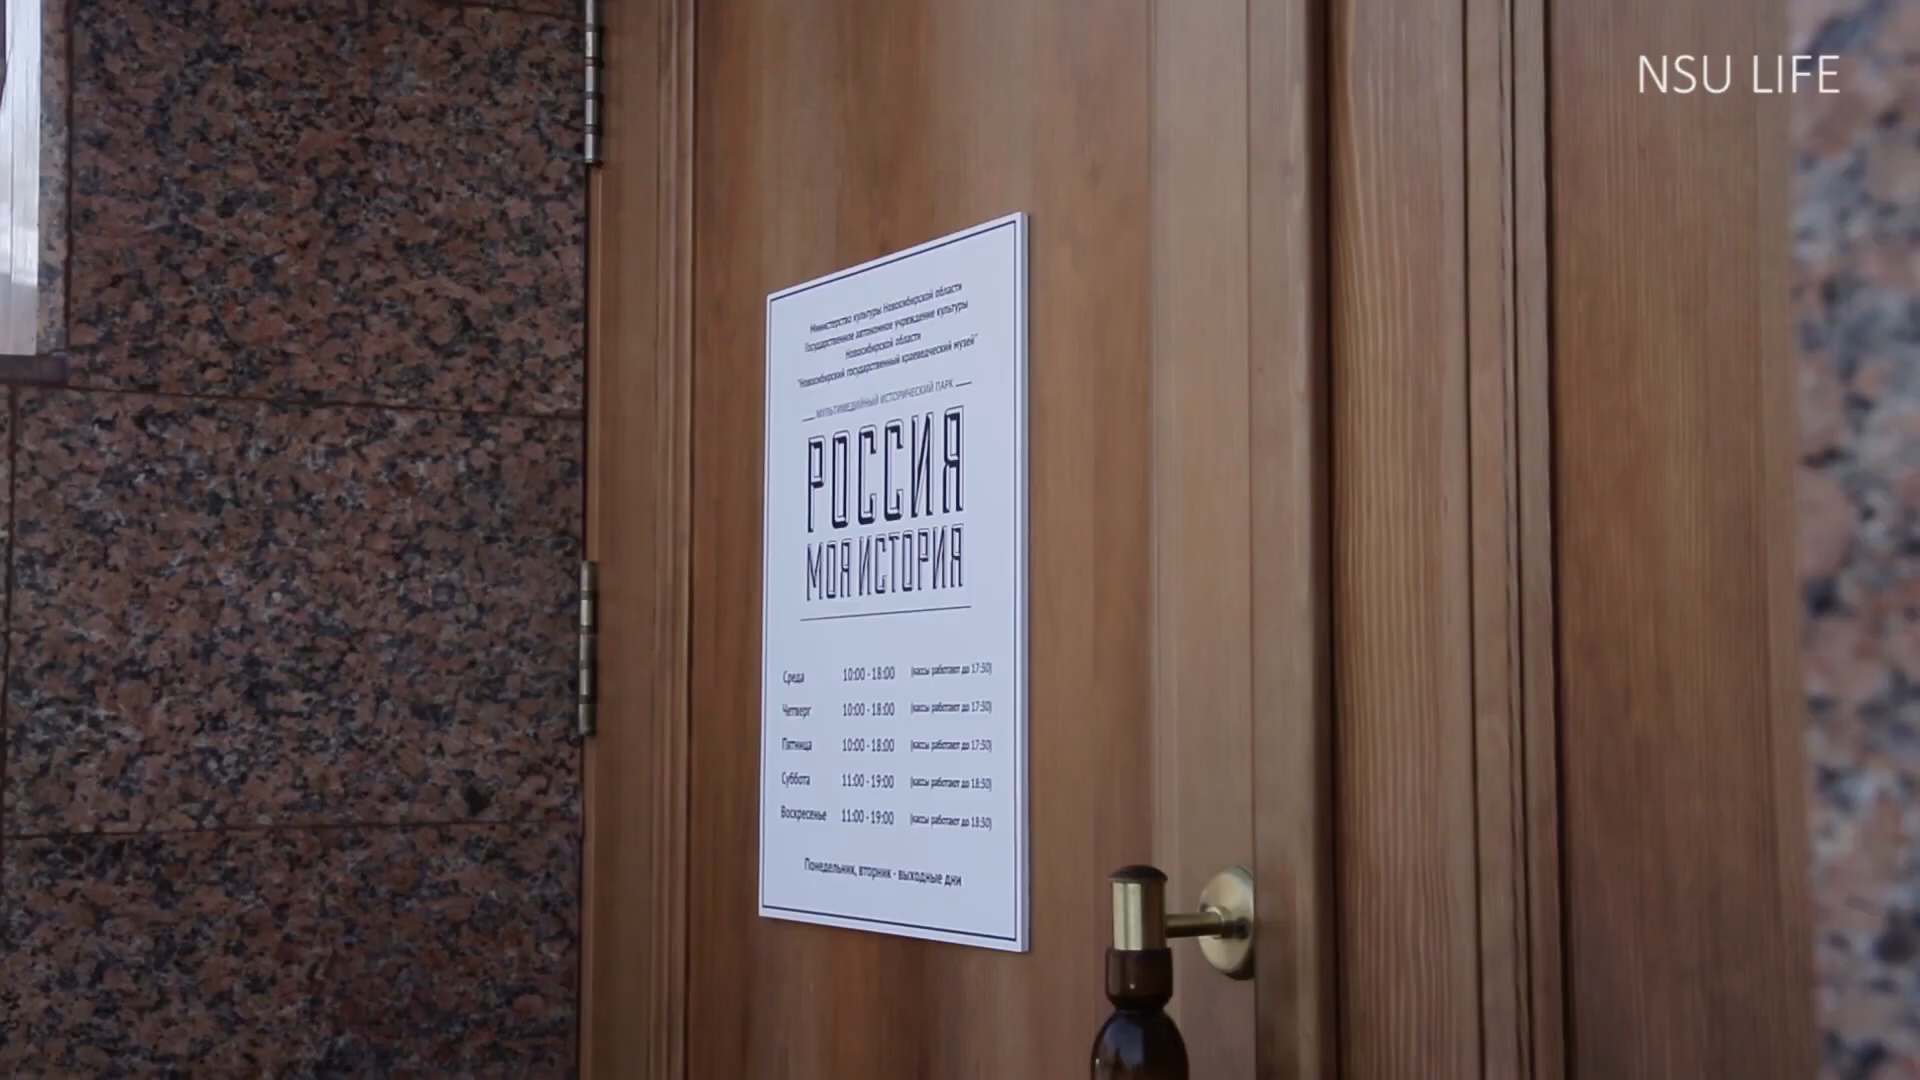 NSU LIFE
Министерство культуры Новосибирской области
Государственное автономное учреждение культуры
Новосибирской области
"Новосибирский государственный краеведческий музей"
МУЛЬТИМЕДИЙНЫЙ ИСТОРИЧЕСКИЙ ПАРК
РОССИЯ
МОЯ ИСТОРИЯ
Среда 10:00 - 18:00 (кассы работают до 17:30)
Четверг 10:00 - 18:00 (кассы работают до 17:30)
Пятница 10:00 - 18:00 (кассы работают до 17:30)
Суббота 11:00 - 19:00 (кассы работают до 18:30)
Воскресенье 11:00 - 19:00 (кассы работают до 18:30)
Понедельник, вторник - выходные дни